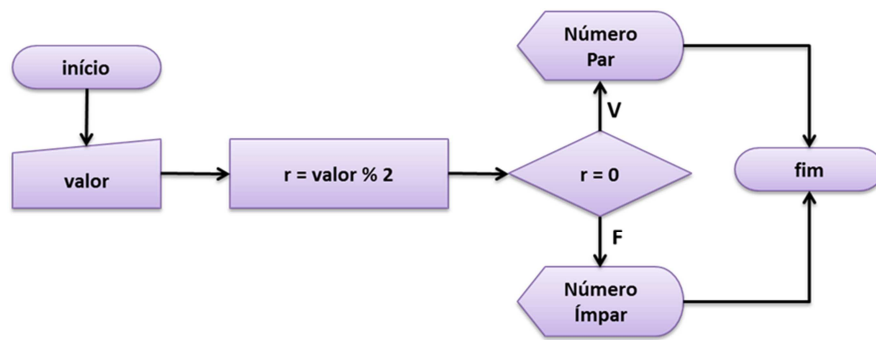 início
valor
r = valor % 2
r = 0
V
Número
Par
F
Número
Ímpar
fim